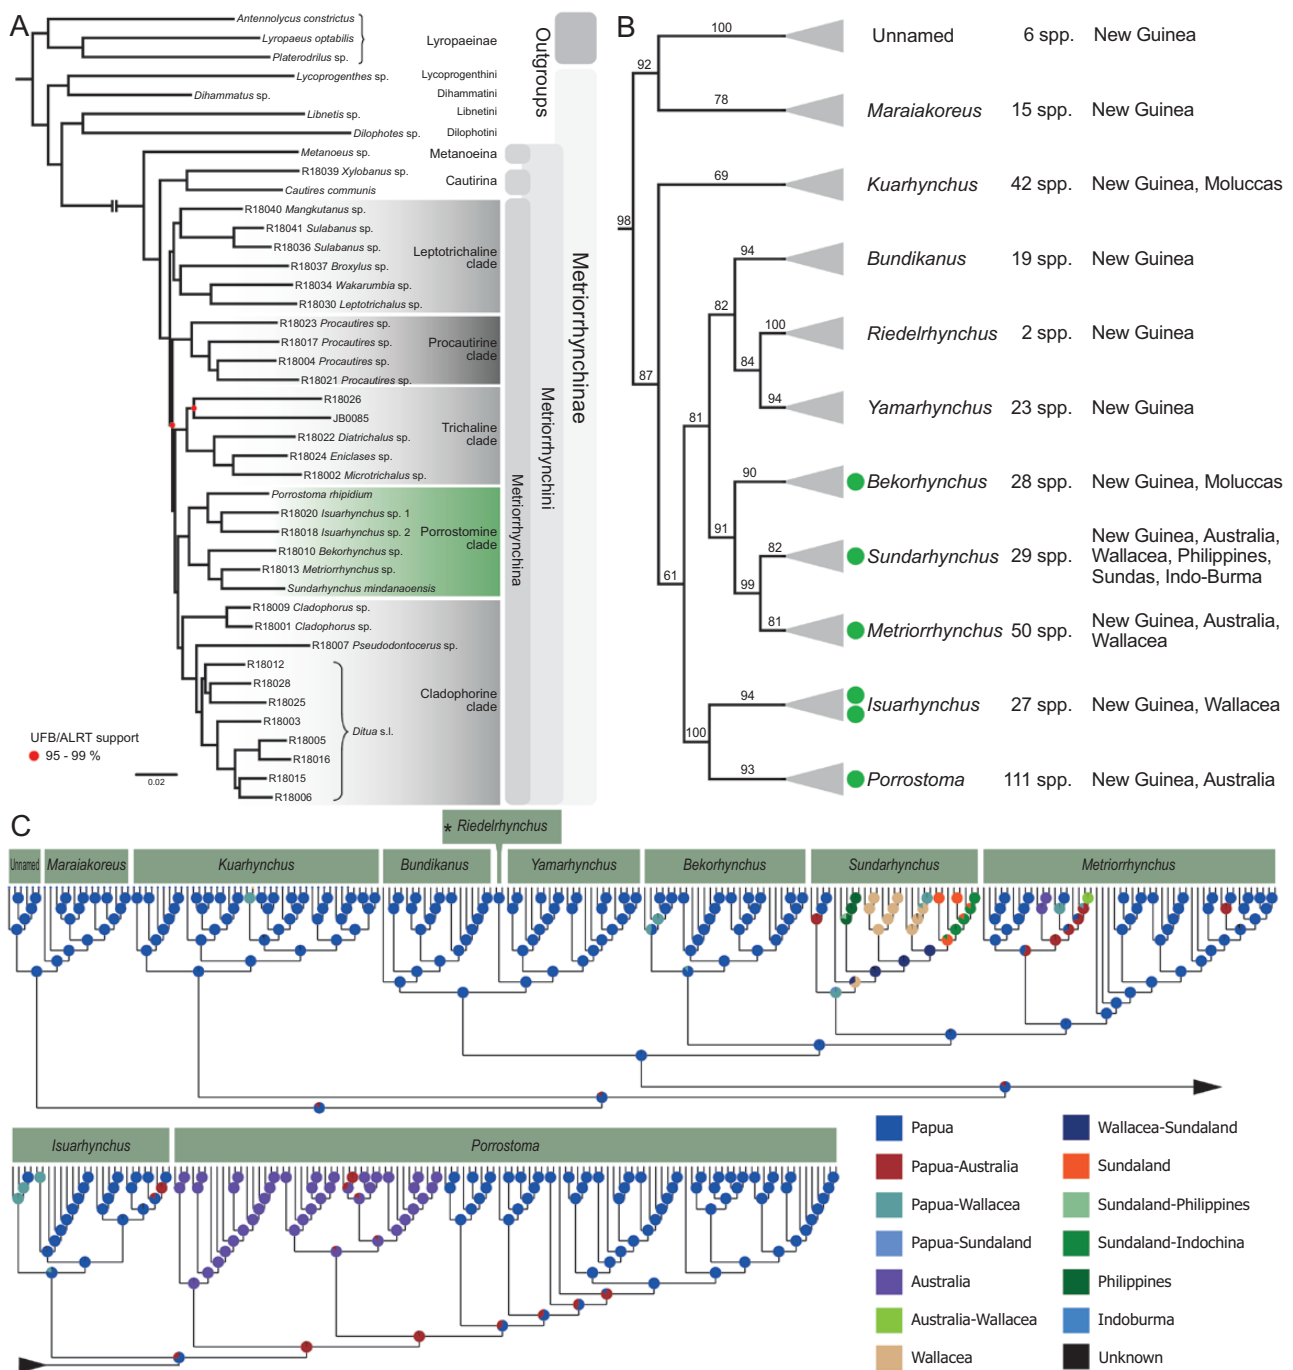 A
Antennolycus constrictus
Lyropaeus optabilis
Platerodrilus sp.
Lyropaeinae
Lycoprogenthes sp.
Lycoprogenthini
Dihammatus sp.
Dihammatini
Libnetis sp.
Libnetini
Dilophotes sp.
Dilophotini
Metanoeus sp.
Metanoeina
R18039 Xylobanus sp.
Cautires communis
Cautirina
R18040 Mangkutanus sp.
R18041 Sulabanus sp.
R18036 Sulabanus sp.
R18037 Broxylus sp.
R18034 Wakarumbia sp.
R18030 Leptotrichalus sp.
Leptotrichaline
clade
R18023 Procautires sp.
R18017 Procautires sp.
R18004 Procautires sp.
R18021 Procautires sp.
Procautirine
clade
R18026
JB0085
R18022 Diatrichalus sp.
R18024 Eniclases sp.
R18002 Microtrichalus sp.
Trichaline
clade
Porrostoma rhipidium
R18020 Isuarhynchus sp. 1
R18018 Isuarhynchus sp. 2
R18010 Bekorhynchus sp.
R18013 Metriorrhynchus sp.
Sundarhynchus mindanaoensis
Porrostomine
clade
R18009 Cladophorus sp.
R18001 Cladophorus sp.
R18007 Pseudodontocerus sp.
R18012
R18028
R18025
R18003
R18005
R18016
R18015
R18006
Ditua s.l.
Cladophorine
clade
Outgroups
Metriorrhynchinae
Metriorrhynchini
Metriorrhynchina
UFB/ALRT support
95 - 99 %
0.02
B
98
92
87
61
81
82
84
91
99
100
100 Unnamed 6 spp. New Guinea
78 Maraiakoreus 15 spp. New Guinea
69 Kuarhynchus 42 spp. New Guinea, Moluccas
94 Bundikanus 19 spp. New Guinea
100 Riedelrhynchus 2 spp. New Guinea
94 Yamarhynchus 23 spp. New Guinea
90 Bekorhynchus 28 spp. New Guinea, Moluccas
82 Sundarhynchus 29 spp. New Guinea, Australia,
Wallacea, Philippines,
Sundas, Indo-Burma
81 Metriorrhynchus 50 spp. New Guinea, Australia,
Wallacea
94 Isuarhynchus 27 spp. New Guinea, Wallacea
93 Porrostoma 111 spp. New Guinea, Australia
C
* Riedelrhynchus
Unnamed
Maraiakoreus
Kuarhynchus
Bundikanus
Yamarhynchus
Bekorhynchus
Sundarhynchus
Metriorrhynchus
Isuarhynchus
Porrostoma
Papua
Papua-Australia
Papua-Wallacea
Papua-Sundaland
Australia
Australia-Wallacea
Wallacea
Wallacea-Sundaland
Sundaland
Sundaland-Philippines
Sundaland-Indochina
Philippines
Indoburma
Unknown